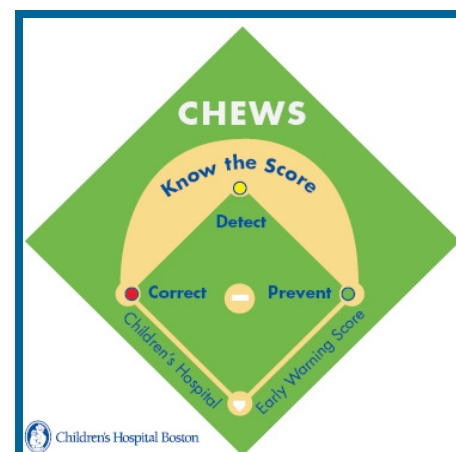 CHEWS
Know the Score
Detect
Correct
Prevent
Children's Hospital
Early Warning Score
Children's Hospital Boston